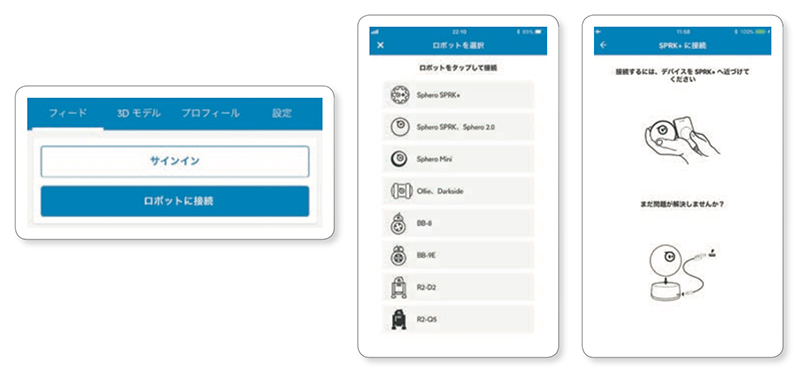 フィード 3D モデル プロフィール 設定
サインイン
ロボットに接続
22:10 85%
ロボットを選択
ロボットをタップして接続
Sphero SPRK+
Sphero SPRK、Sphero 2.0
Sphero Mini
Ollie、Darkside
BB-8
BB-9E
R2-D2
R2-Q5
11:58 100%
SPRK+ に接続
接続するには、デバイスを SPRK+ へ近づけて
ください
まだ問題が解決しませんか？